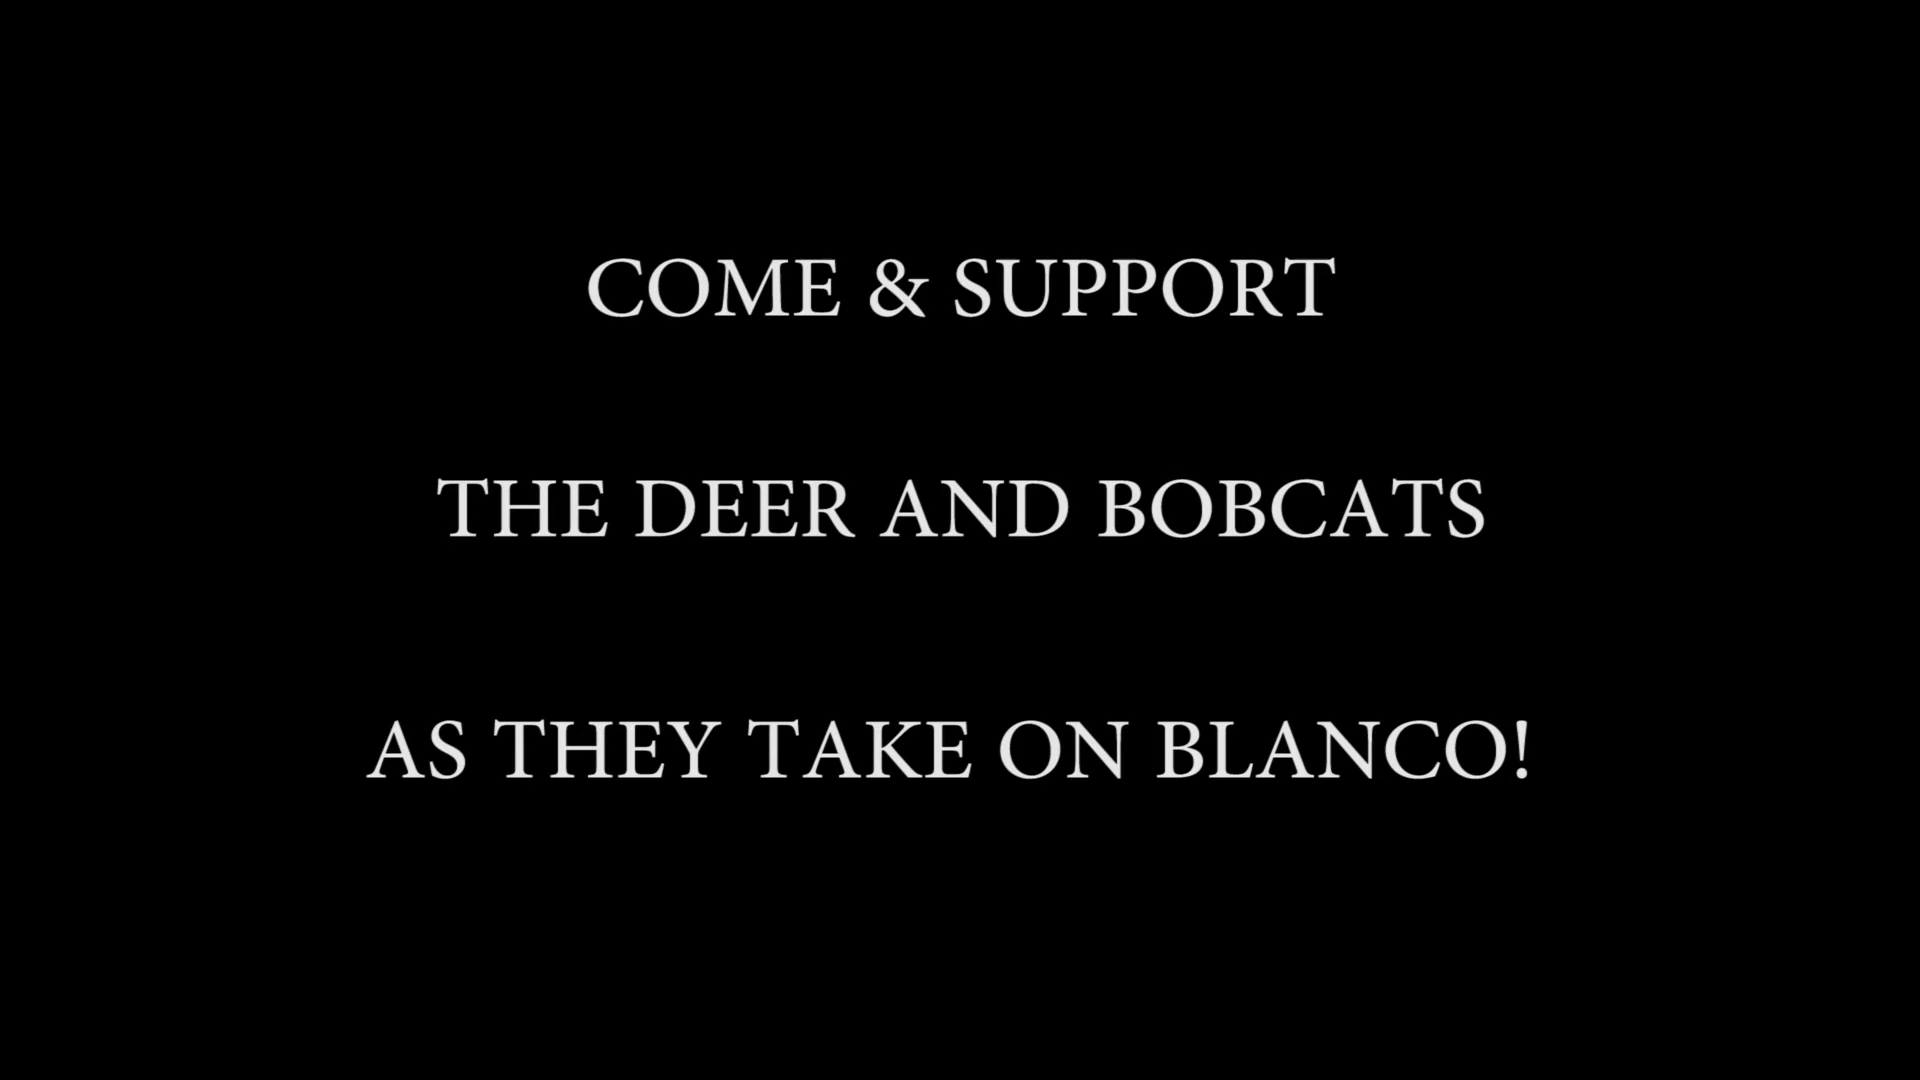 COME & SUPPORT
THE DEER AND BOBCATS
AS THEY TAKE ON BLANCO!